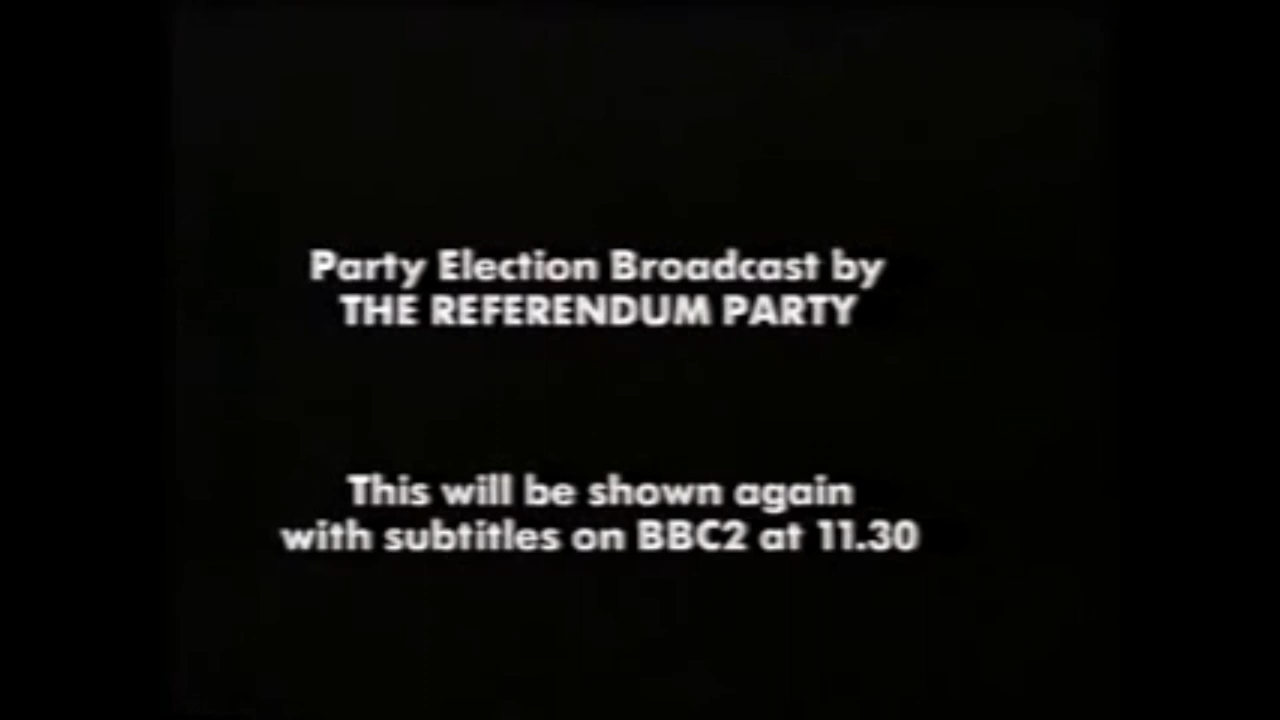 Party Election Broadcast by
THE REFERENDUM PARTY
This will be shown again
with subtitles on BBC2 at 11.30